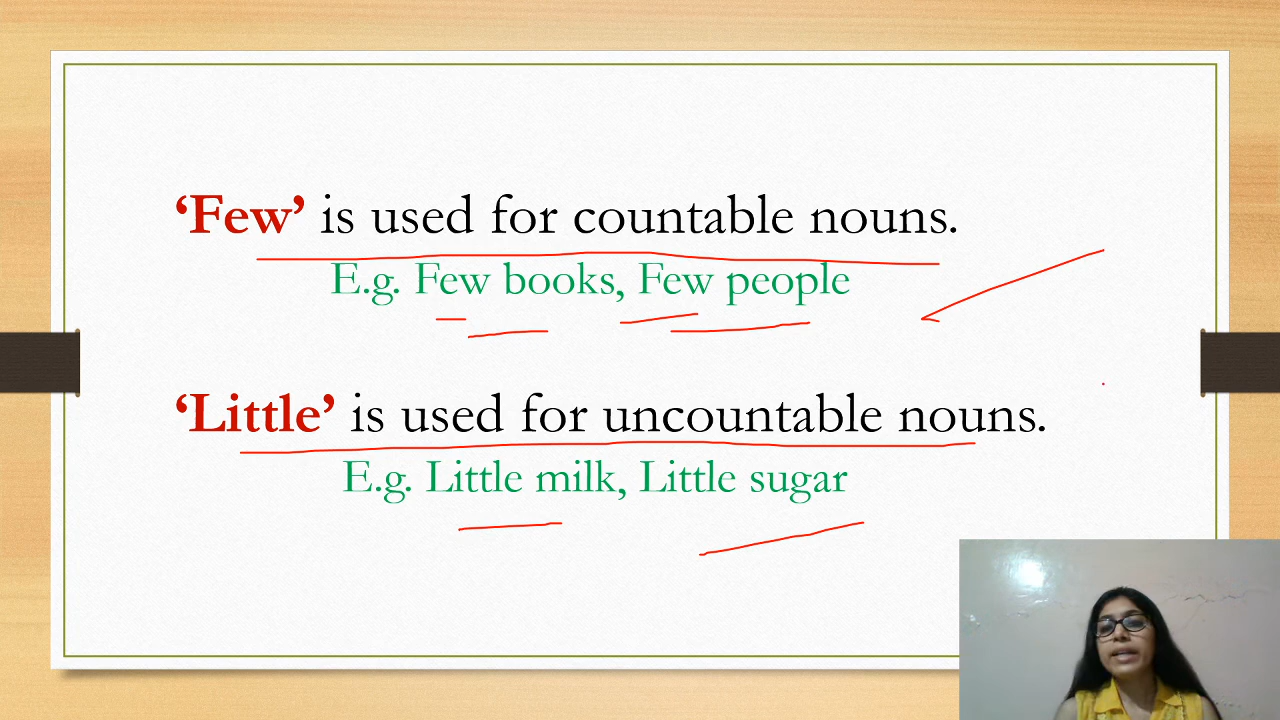 ‘Few’ is used for countable nouns.
E.g. Few books, Few people
‘Little’ is used for uncountable nouns.
E.g. Little milk, Little sugar